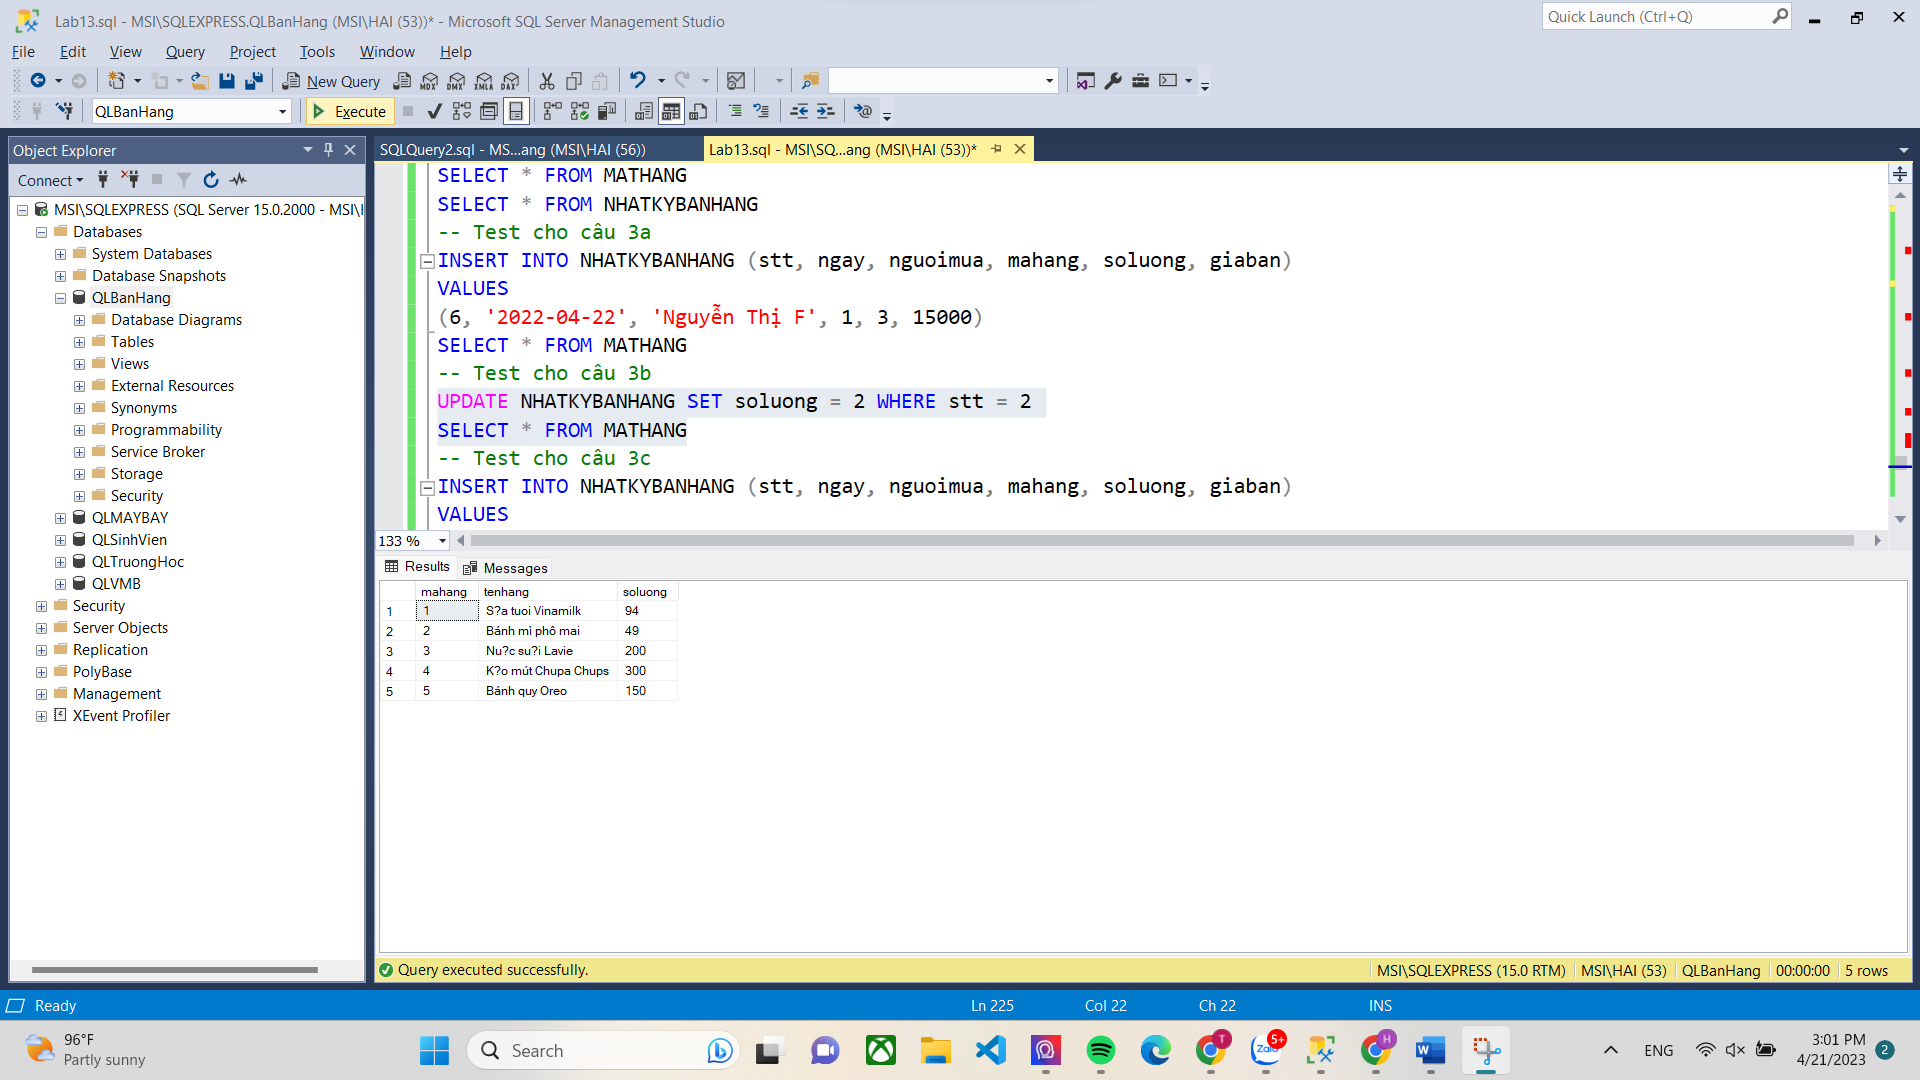 Lab13.sql - MSI\SQLEXPRESS.QLBanHang (MSI\HAI (53))* - Microsoft SQL Server Management Studio
Quick Launch (Ctrl+Q)
File Edit View Query Project Tools Window Help
New Query
MDX DMX XMLA DAX
QLBanHang
Execute
Object Explorer
Connect
MSI\SQLEXPRESS (SQL Server 15.0.2000 - MSI\
Databases
System Databases
Database Snapshots
QLBanHang
Database Diagrams
Tables
Views
External Resources
Synonyms
Programmability
Service Broker
Storage
Security
QLMAYBAY
QLSinhVien
QLTruongHoc
QLVMB
Security
Server Objects
Replication
PolyBase
Management
XEvent Profiler
SQLQuery2.sql - MS...ang (MSI\HAI (56))
Lab13.sql - MSI\SQ...ang (MSI\HAI (53))*
SELECT * FROM MATHANG
SELECT * FROM NHATKYBANHANG
-- Test cho câu 3a
INSERT INTO NHATKYBANHANG (stt, ngay, nguoimua, mahang, soluong, giaban)
VALUES
(6, '2022-04-22', 'Nguyễn Thị F', 1, 3, 15000)
SELECT * FROM MATHANG
-- Test cho câu 3b
UPDATE NHATKYBANHANG SET soluong = 2 WHERE stt = 2
SELECT * FROM MATHANG
-- Test cho câu 3c
INSERT INTO NHATKYBANHANG (stt, ngay, nguoimua, mahang, soluong, giaban)
VALUES
133 %
Results Messages
mahang tenhang soluong
1 1 S?a tuoi Vinamilk 94
2 2 Bánh mì phô mai 49
3 3 Nu?c su?i Lavie 200
4 4 K?o mút Chupa Chups 300
5 5 Bánh quy Oreo 150
Query executed successfully.
MSI\SQLEXPRESS (15.0 RTM) MSI\HAI (53) QLBanHang 00:00:00 5 rows
Ready
Ln 225 Col 22 Ch 22 INS
96°F
Partly sunny
Search
T
Zalo
5+
H
ENG
3:01 PM
4/21/2023
2